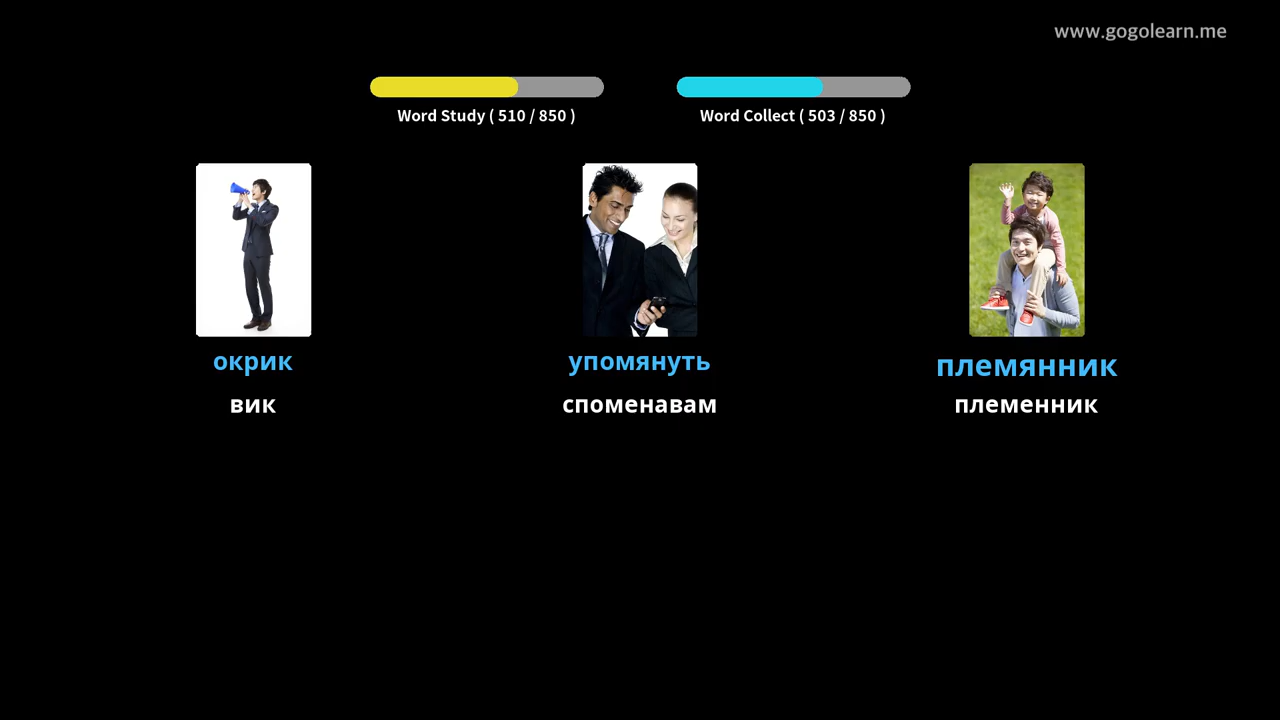 www.gogolearn.me
Word Study ( 510 / 850 )
Word Collect ( 503 / 850 )
окрик
упомянуть
племянник
вик
споменавам
племенник